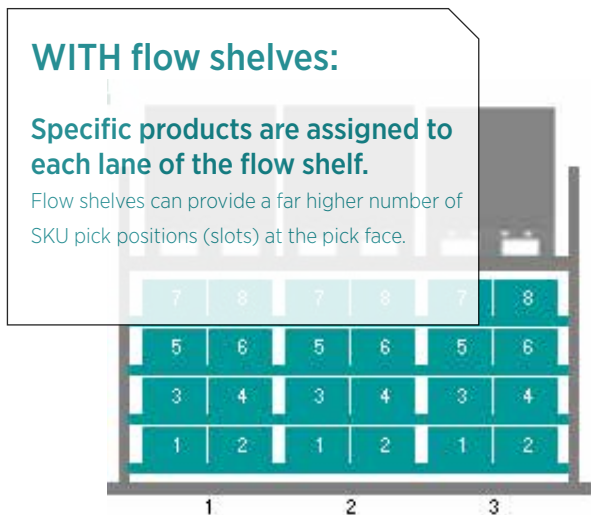 WITH flow shelves:
Specific products are assigned to
each lane of the flow shelf.
Flow shelves can provide a far higher number of
SKU pick positions (slots) at the pick face.
7 8 7 8 7 8
5 6 5 6 5 6
3 4 3 4 3 4
1 2 1 2 1 2
1 2 3